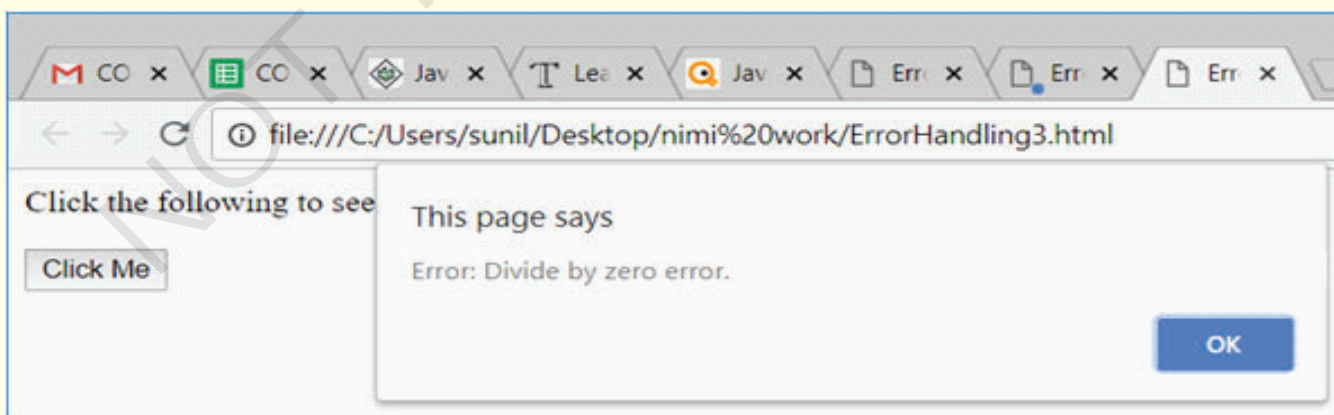 CO × CO × Jav × Lea × Jav × Err × Err × Err ×
file:///C:/Users/sunil/Desktop/nimi%20work/ErrorHandling3.html
Click the following to see
This page says
Click Me
Error: Divide by zero error.
OK
NOT